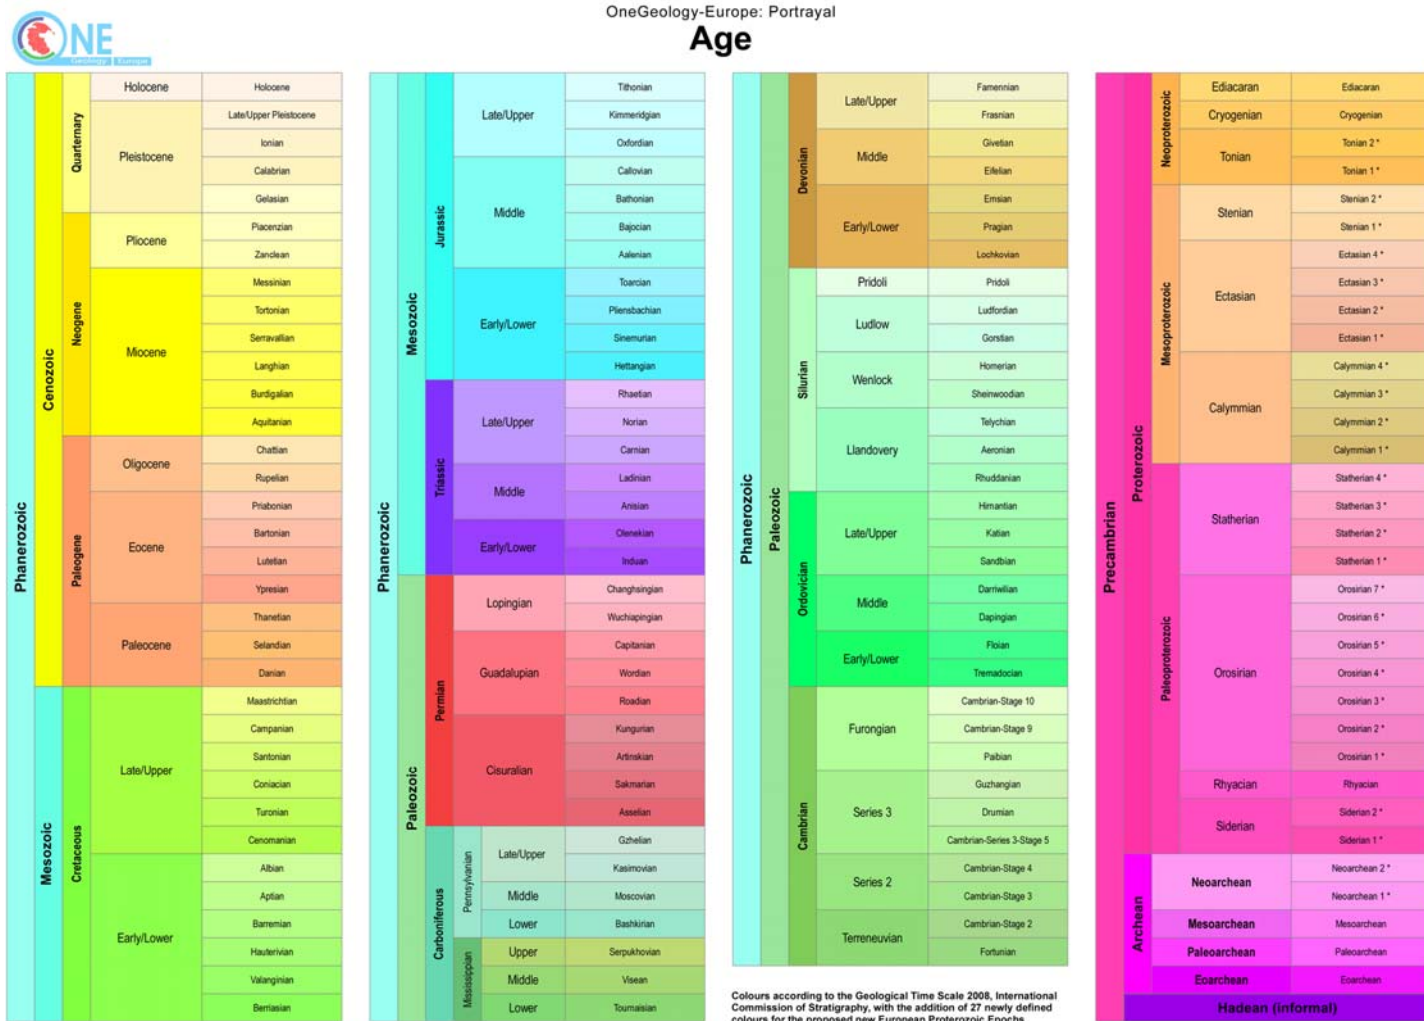 OneGeology-Europe: Portrayal
Age
ONE
Geology Europe
Phanerozoic
Cenozoic
Quarternary
Holocene
Holocene
Pleistocene
Late/Upper Pleistocene
Ionian
Calabrian
Gelasian
Neogene
Pliocene
Piacenzian
Zanclean
Miocene
Messinian
Tortonian
Serravallian
Langhian
Burdigalian
Aquitanian
Paleogene
Oligocene
Chattian
Rupelian
Eocene
Priabonian
Bartonian
Lutetian
Ypresian
Paleocene
Thanetian
Selandian
Danian
Mesozoic
Cretaceous
Late/Upper
Maastrichtian
Campanian
Santonian
Coniacian
Turonian
Cenomanian
Early/Lower
Albian
Aptian
Barremian
Hauterivian
Valanginian
Berriasian
Phanerozoic
Mesozoic
Jurassic
Late/Upper
Tithonian
Kimmeridgian
Oxfordian
Middle
Callovian
Bathonian
Bajocian
Aalenian
Early/Lower
Toarcian
Pliensbachian
Sinemurian
Hettangian
Triassic
Late/Upper
Rhaetian
Norian
Carnian
Middle
Ladinian
Anisian
Early/Lower
Olenekian
Induan
Paleozoic
Permian
Lopingian
Changhsingian
Wuchiapingian
Guadalupian
Capitanian
Wordian
Roadian
Cisuralian
Kungurian
Artinskian
Sakmarian
Asselian
Carboniferous
Pennsylvanian
Late/Upper
Gzhelian
Kasimovian
Middle
Moscovian
Lower
Bashkirian
Mississippian
Upper
Serpukhovian
Middle
Visean
Lower
Tournaisian
Phanerozoic
Paleozoic
Devonian
Late/Upper
Famennian
Frasnian
Middle
Givetian
Eifelian
Early/Lower
Emsian
Pragian
Lochkovian
Silurian
Pridoli
Pridoli
Ludlow
Ludfordian
Gorstian
Wenlock
Homerian
Sheinwoodian
Llandovery
Telychian
Aeronian
Rhuddanian
Ordovician
Late/Upper
Hirnantian
Katian
Sandbian
Middle
Darriwilian
Dapingian
Early/Lower
Floian
Tremadocian
Cambrian
Furongian
Cambrian-Stage 10
Cambrian-Stage 9
Paibian
Series 3
Guzhangian
Drumian
Cambrian-Series 3-Stage 5
Series 2
Cambrian-Stage 4
Cambrian-Stage 3
Terreneuvian
Cambrian-Stage 2
Fortunian
Colours according to the Geological Time Scale 2008, International
Commission of Stratigraphy, with the addition of 27 newly defined
colours for the proposed new European Proterozoic Epochs
Precambrian
Proterozoic
Neoproterozoic
Ediacaran
Ediacaran
Cryogenian
Cryogenian
Tonian
Tonian 2 *
Tonian 1 *
Mesoproterozoic
Stenian
Stenian 2 *
Stenian 1 *
Ectasian
Ectasian 4 *
Ectasian 3 *
Ectasian 2 *
Ectasian 1 *
Calymmian
Calymmian 4 *
Calymmian 3 *
Calymmian 2 *
Calymmian 1 *
Paleoproterozoic
Statherian
Statherian 4 *
Statherian 3 *
Statherian 2 *
Statherian 1 *
Orosirian
Orosirian 7 *
Orosirian 6 *
Orosirian 5 *
Orosirian 4 *
Orosirian 3 *
Orosirian 2 *
Orosirian 1 *
Rhyacian
Rhyacian
Siderian
Siderian 2 *
Siderian 1 *
Archean
Neoarchean
Neoarchean 2 *
Neoarchean 1 *
Mesoarchean
Mesoarchean
Paleoarchean
Paleoarchean
Eoarchean
Eoarchean
Hadean (informal)